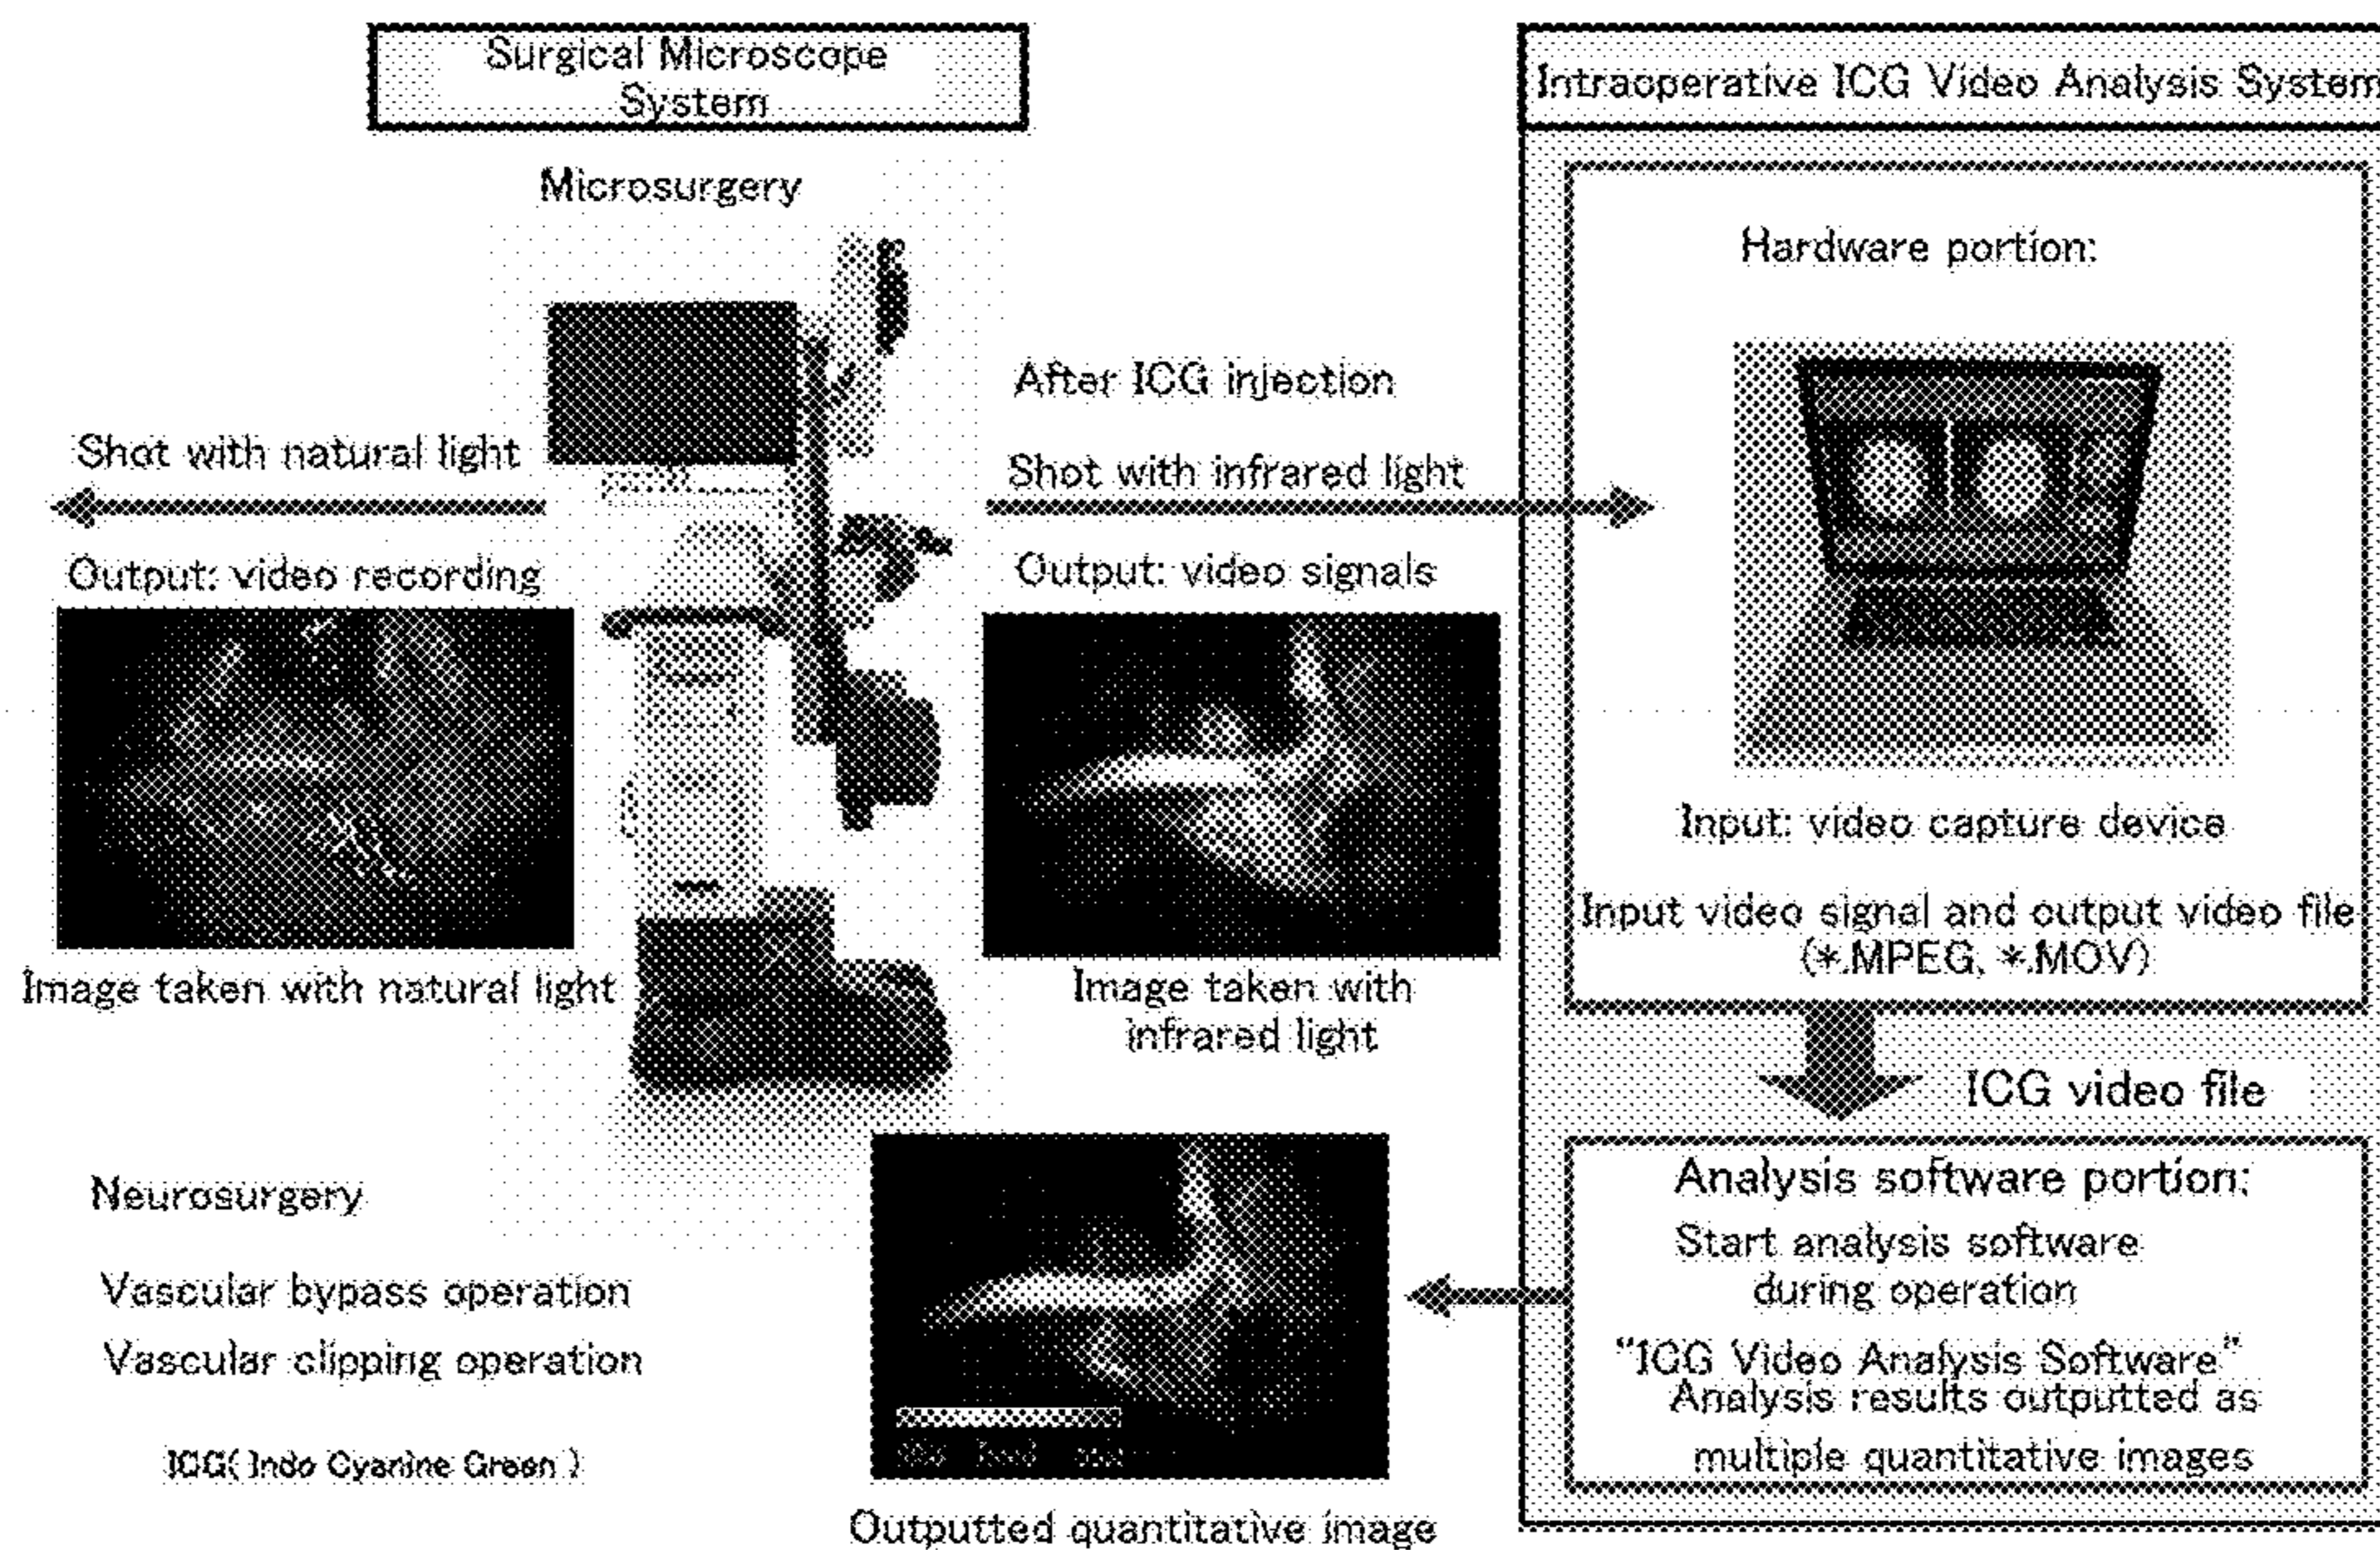 Surgical Microscope
System
Microsurgery
Shot with natural light
Output: video recording
Image taken with natural light
After ICG injection
Shot with infrared light
Output: video signals
Image taken with
infrared light
Neurosurgery
Vascular bypass operation
Vascular clipping operation
ICG( Indo Cyanine Green )
Outputted quantitative image
Intraoperative ICG Video Analysis System
Hardware portion:
Input: video capture device
Input video signal and output video file
(*.MPEG, *.MOV)
ICG video file
Analysis software portion:
Start analysis software
during operation
"ICG Video Analysis Software"
Analysis results outputted as
multiple quantitative images